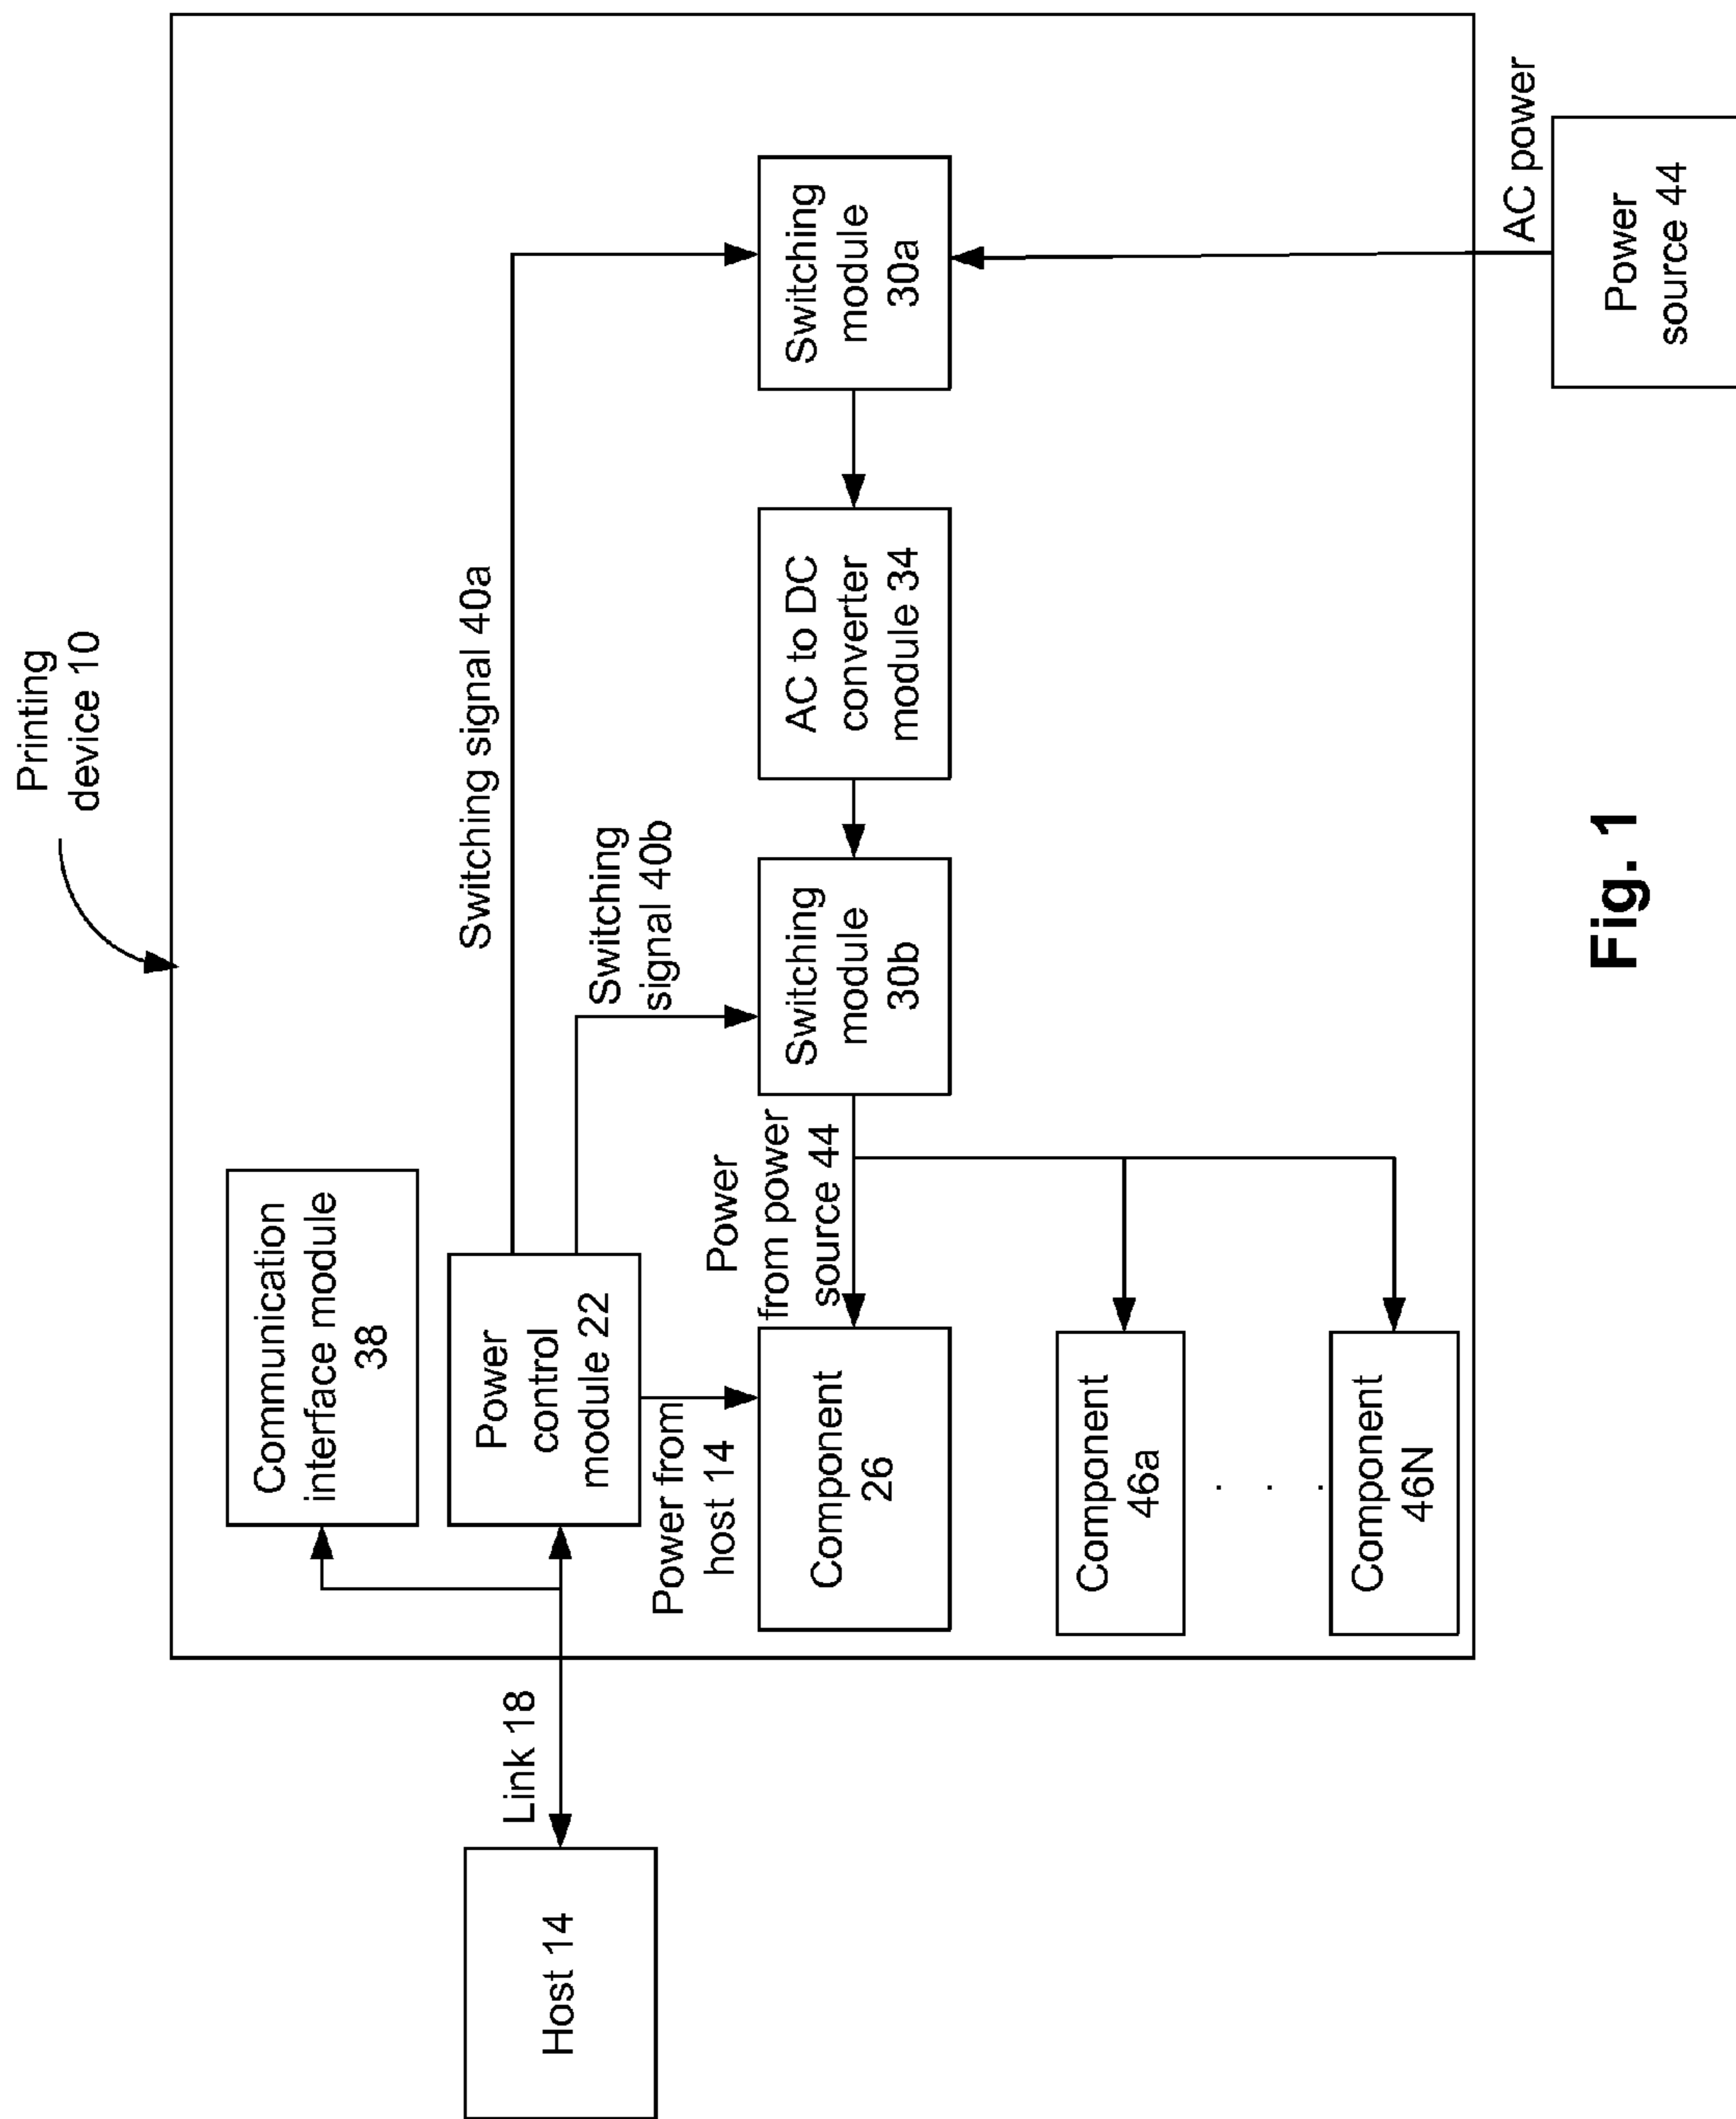 Printing
device 10
Host 14
Link 18
Communication
interface module
38
Power
control
module 22
Switching signal 40a
Switching
signal 40b
Power from
host 14
Power
from power
source 44
Component
26
Switching
module
30b
AC to DC
converter
module 34
Switching
module
30a
Component
46a
. . .
Component
46N
AC power
Power
source 44
Fig. 1